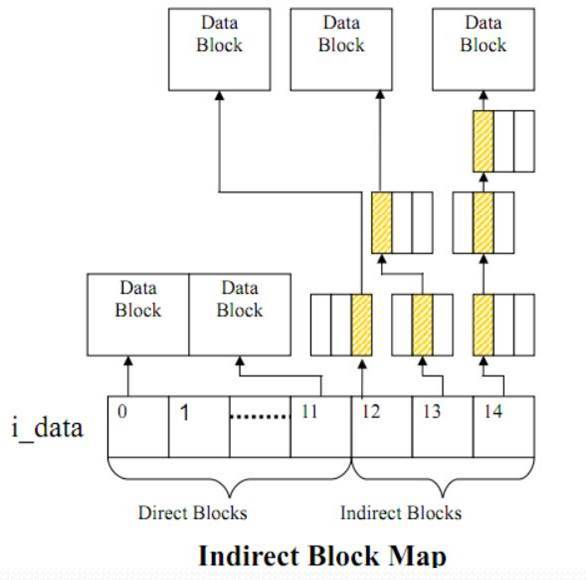 Data
Block
Data
Block
Data
Block
Data
Block
Data
Block
i_data
0
1
11
12
13
14
Direct Blocks
Indirect Blocks
Indirect Block Map